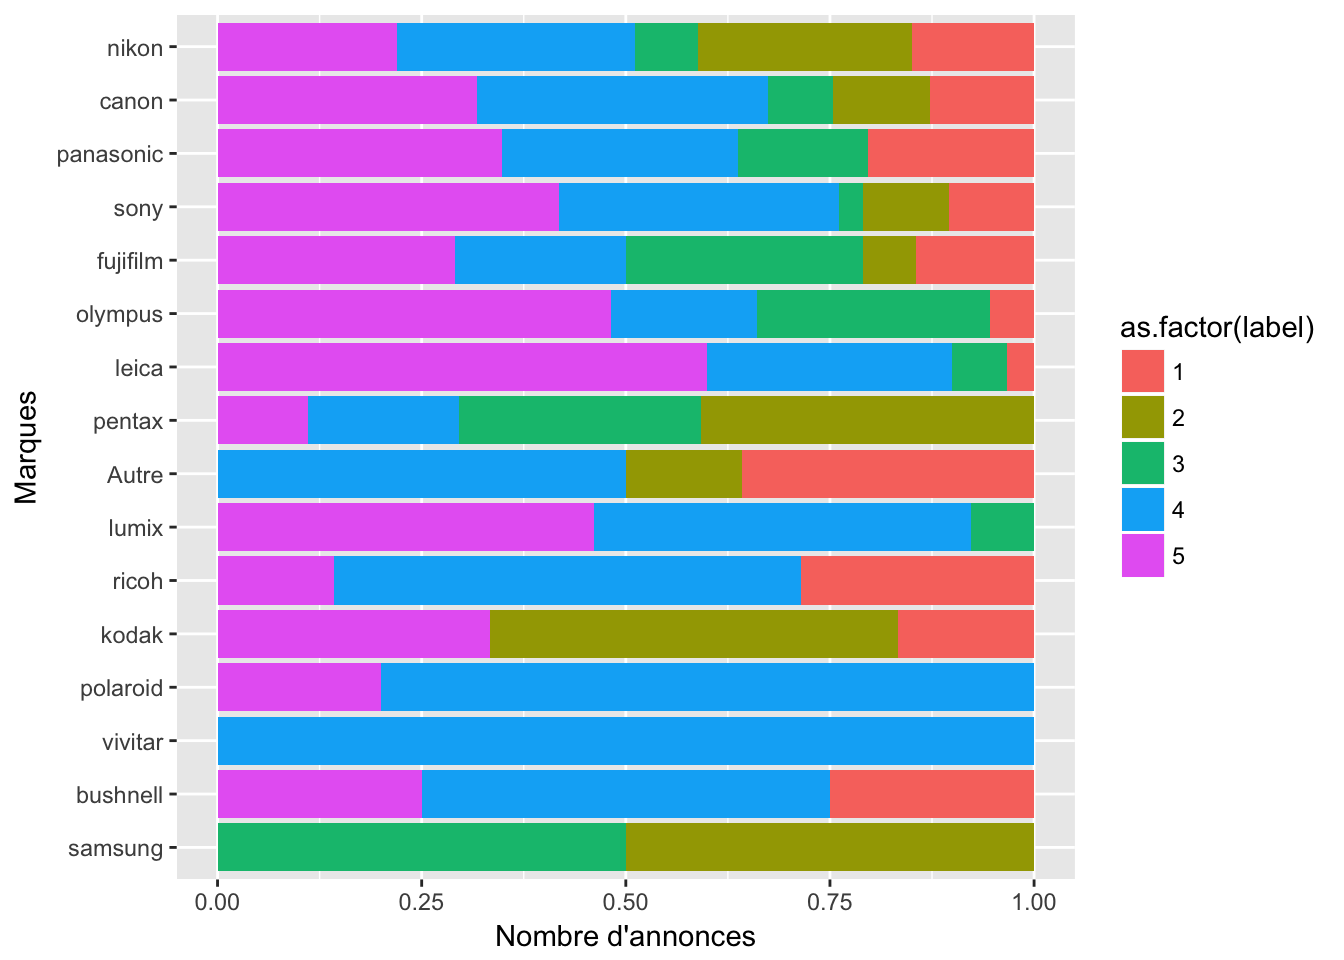 nikon
canon
panasonic
sony
fujifilm
olympus
leica
pentax
Autre
lumix
ricoh
kodak
polaroid
vivitar
bushnell
samsung
Marques
0.00 0.25 0.50 0.75 1.00
Nombre d'annonces
as.factor(label)
1
2
3
4
5